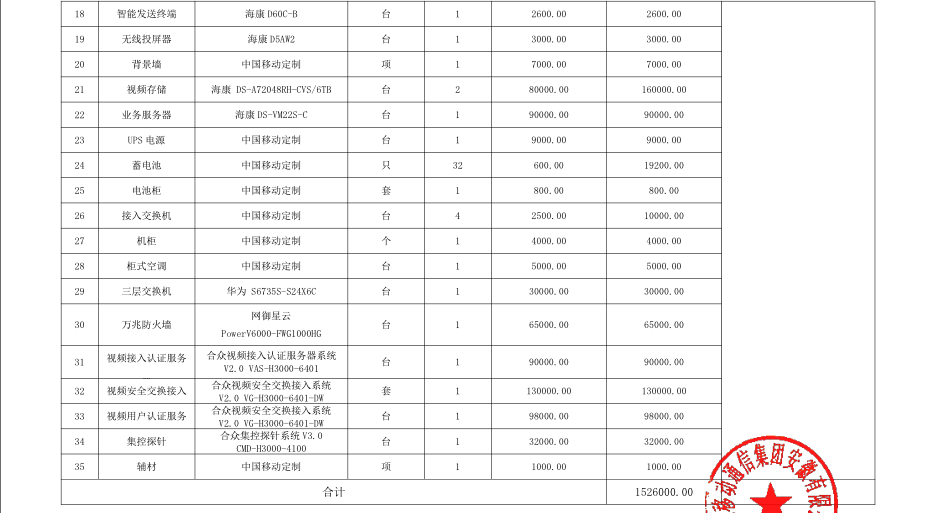 18 智能发送终端 海康 D60C-B 台 1 2600.00 2600.00
19 无线投屏器 海康 D5AW2 台 1 3000.00 3000.00
20 背景墙 中国移动定制 项 1 7000.00 7000.00
21 视频存储 海康 DS-A72048RH-CVS/6TB 台 2 80000.00 160000.00
22 业务服务器 海康 DS-VM22S-C 台 1 90000.00 90000.00
23 UPS 电源 中国移动定制 台 1 9000.00 9000.00
24 蓄电池 中国移动定制 只 32 600.00 19200.00
25 电池柜 中国移动定制 套 1 800.00 800.00
26 接入交换机 中国移动定制 台 4 2500.00 10000.00
27 机柜 中国移动定制 个 1 4000.00 4000.00
28 柜式空调 中国移动定制 台 1 5000.00 5000.00
29 三层交换机 华为 S6735S-S24X6C 台 1 30000.00 30000.00
30 万兆防火墙 网御星云
PowerV6000-FWG1000HG 台 1 65000.00 65000.00
31 视频接入认证服务 合众视频接入认证服务器系统
V2.0 VAS-H3000-6401 台 1 90000.00 90000.00
32 视频安全交换接入 合众视频安全交换接入系统
V2.0 VG-H3000-6401-DW 套 1 130000.00 130000.00
33 视频用户认证服务 合众视频安全交换接入系统
V2.0 VG-H3000-6401-DW 台 1 98000.00 98000.00
34 集控探针 合众集控探针系统 V3.0
CMD-H3000-4100 台 1 32000.00 32000.00
35 辅材 中国移动定制 项 1 1000.00 1000.00
合计 1526000.00
移动通信集团安徽有限